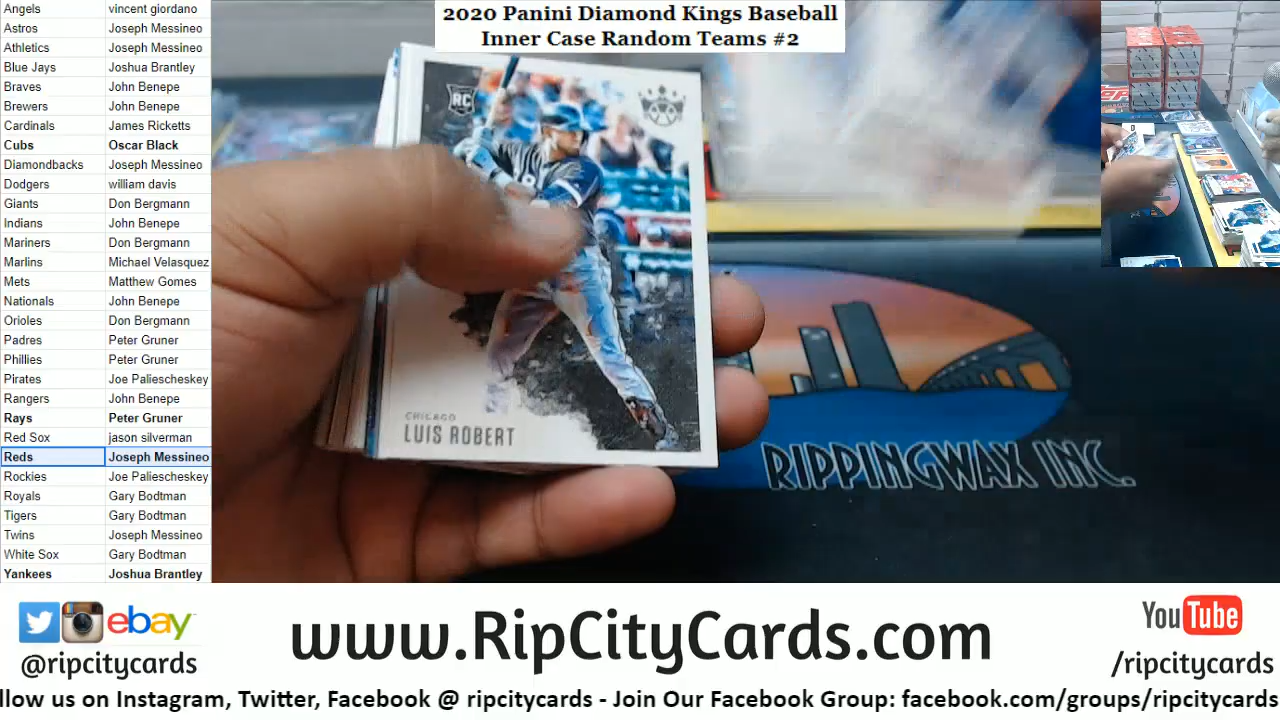 2020 Panini Diamond Kings Baseball
Inner Case Random Teams #2
Angels vincent giordano
Astros Joseph Messineo
Athletics Joseph Messineo
Blue Jays Joshua Brantley
Braves John Benepe
Brewers John Benepe
Cardinals James Ricketts
Cubs Oscar Black
Diamondbacks Joseph Messineo
Dodgers william davis
Giants Don Bergmann
Indians John Benepe
Mariners Don Bergmann
Marlins Michael Velasquez
Mets Matthew Gomes
Nationals John Benepe
Orioles Don Bergmann
Padres Peter Gruner
Phillies Peter Gruner
Pirates Joe Paliescheskey
Rangers John Benepe
Rays Peter Gruner
Red Sox jason silverman
Reds Joseph Messineo
Rockies Joe Paliescheskey
Royals Gary Bodtman
Tigers Gary Bodtman
Twins Joseph Messineo
White Sox Gary Bodtman
Yankees Joshua Brantley
RC
CHICAGO
LUIS ROBERT
RIPPINGWAX INC.
ebay
@ripcitycards
www.RipCityCards.com
YouTube
/ripcitycards
llow us on Instagram, Twitter, Facebook @ ripcitycards - Join Our Facebook Group: facebook.com/groups/ripcitycards